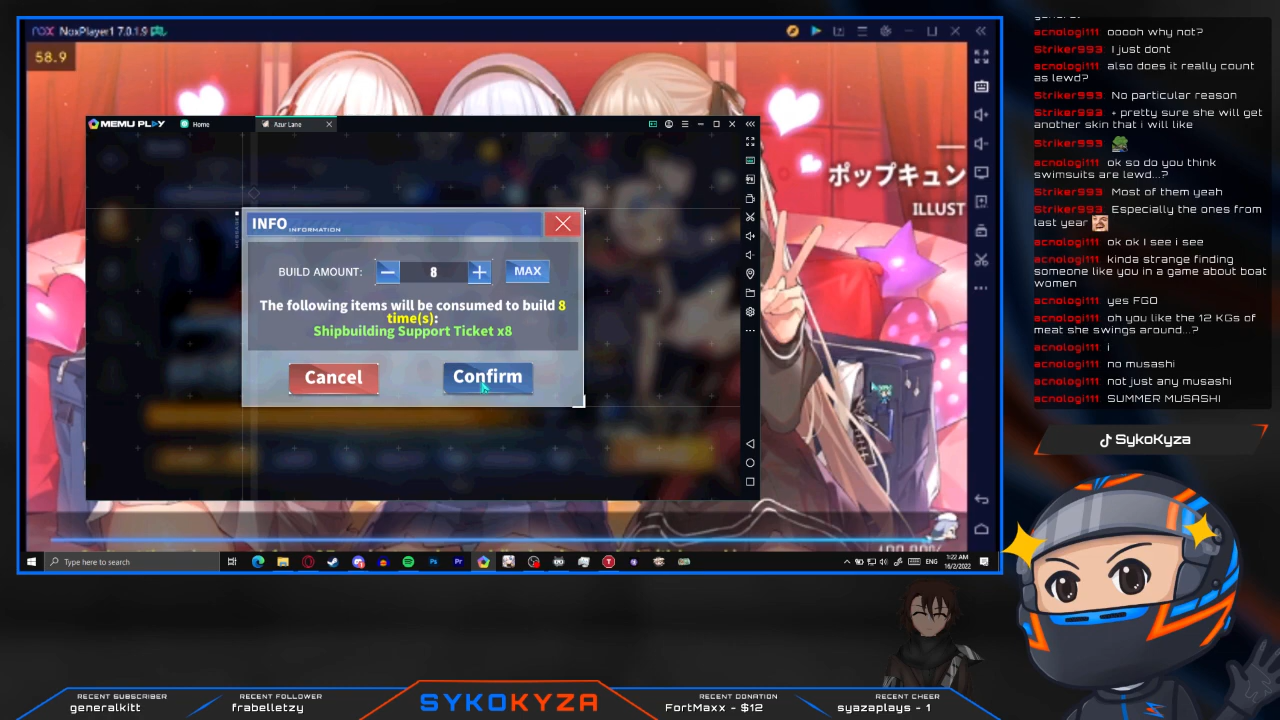 NOX NoxPlayer1 7.0.1.9
58.9
MEMU PLAY
Home
Azur Lane
ポップキュン
ILLUST
INFO INFORMATION
BUILD AMOUNT:
8
MAX
The following items will be consumed to build 8
time(s):
Shipbuilding Support Ticket x8
Cancel
Confirm
Type here to search
ENG
1:22 AM
16/2/2022
acnologi111 ooooh why not?
Striker993 I just dont
acnologi111 also does it really count
as lewd?
Striker993 No particular reason
Striker993 + pretty sure she will get
another skin that i will like
Striker993
acnologi111 ok so do you think
swimsuits are lewd...?
Striker993 Most of them yeah
Striker993 Especially the ones from
last year
acnologi111 ok ok I see i see
acnologi111 kinda strange finding
someone like you in a game about boat
women
acnologi111 yes FGO
acnologi111 oh you like the 12 KGs of
meat she swings around...?
acnologi111 i
acnologi111 no musashi
acnologi111 not just any musashi
acnologi111 SUMMER MUSASHI
SykoKyza
RECENT SUBSCRIBER
generalkitt
RECENT FOLLOWER
frabelletzy
SYKOKYZA
RECENT DONATION
FortMaxx - $12
RECENT CHEER
syazaplays - 1